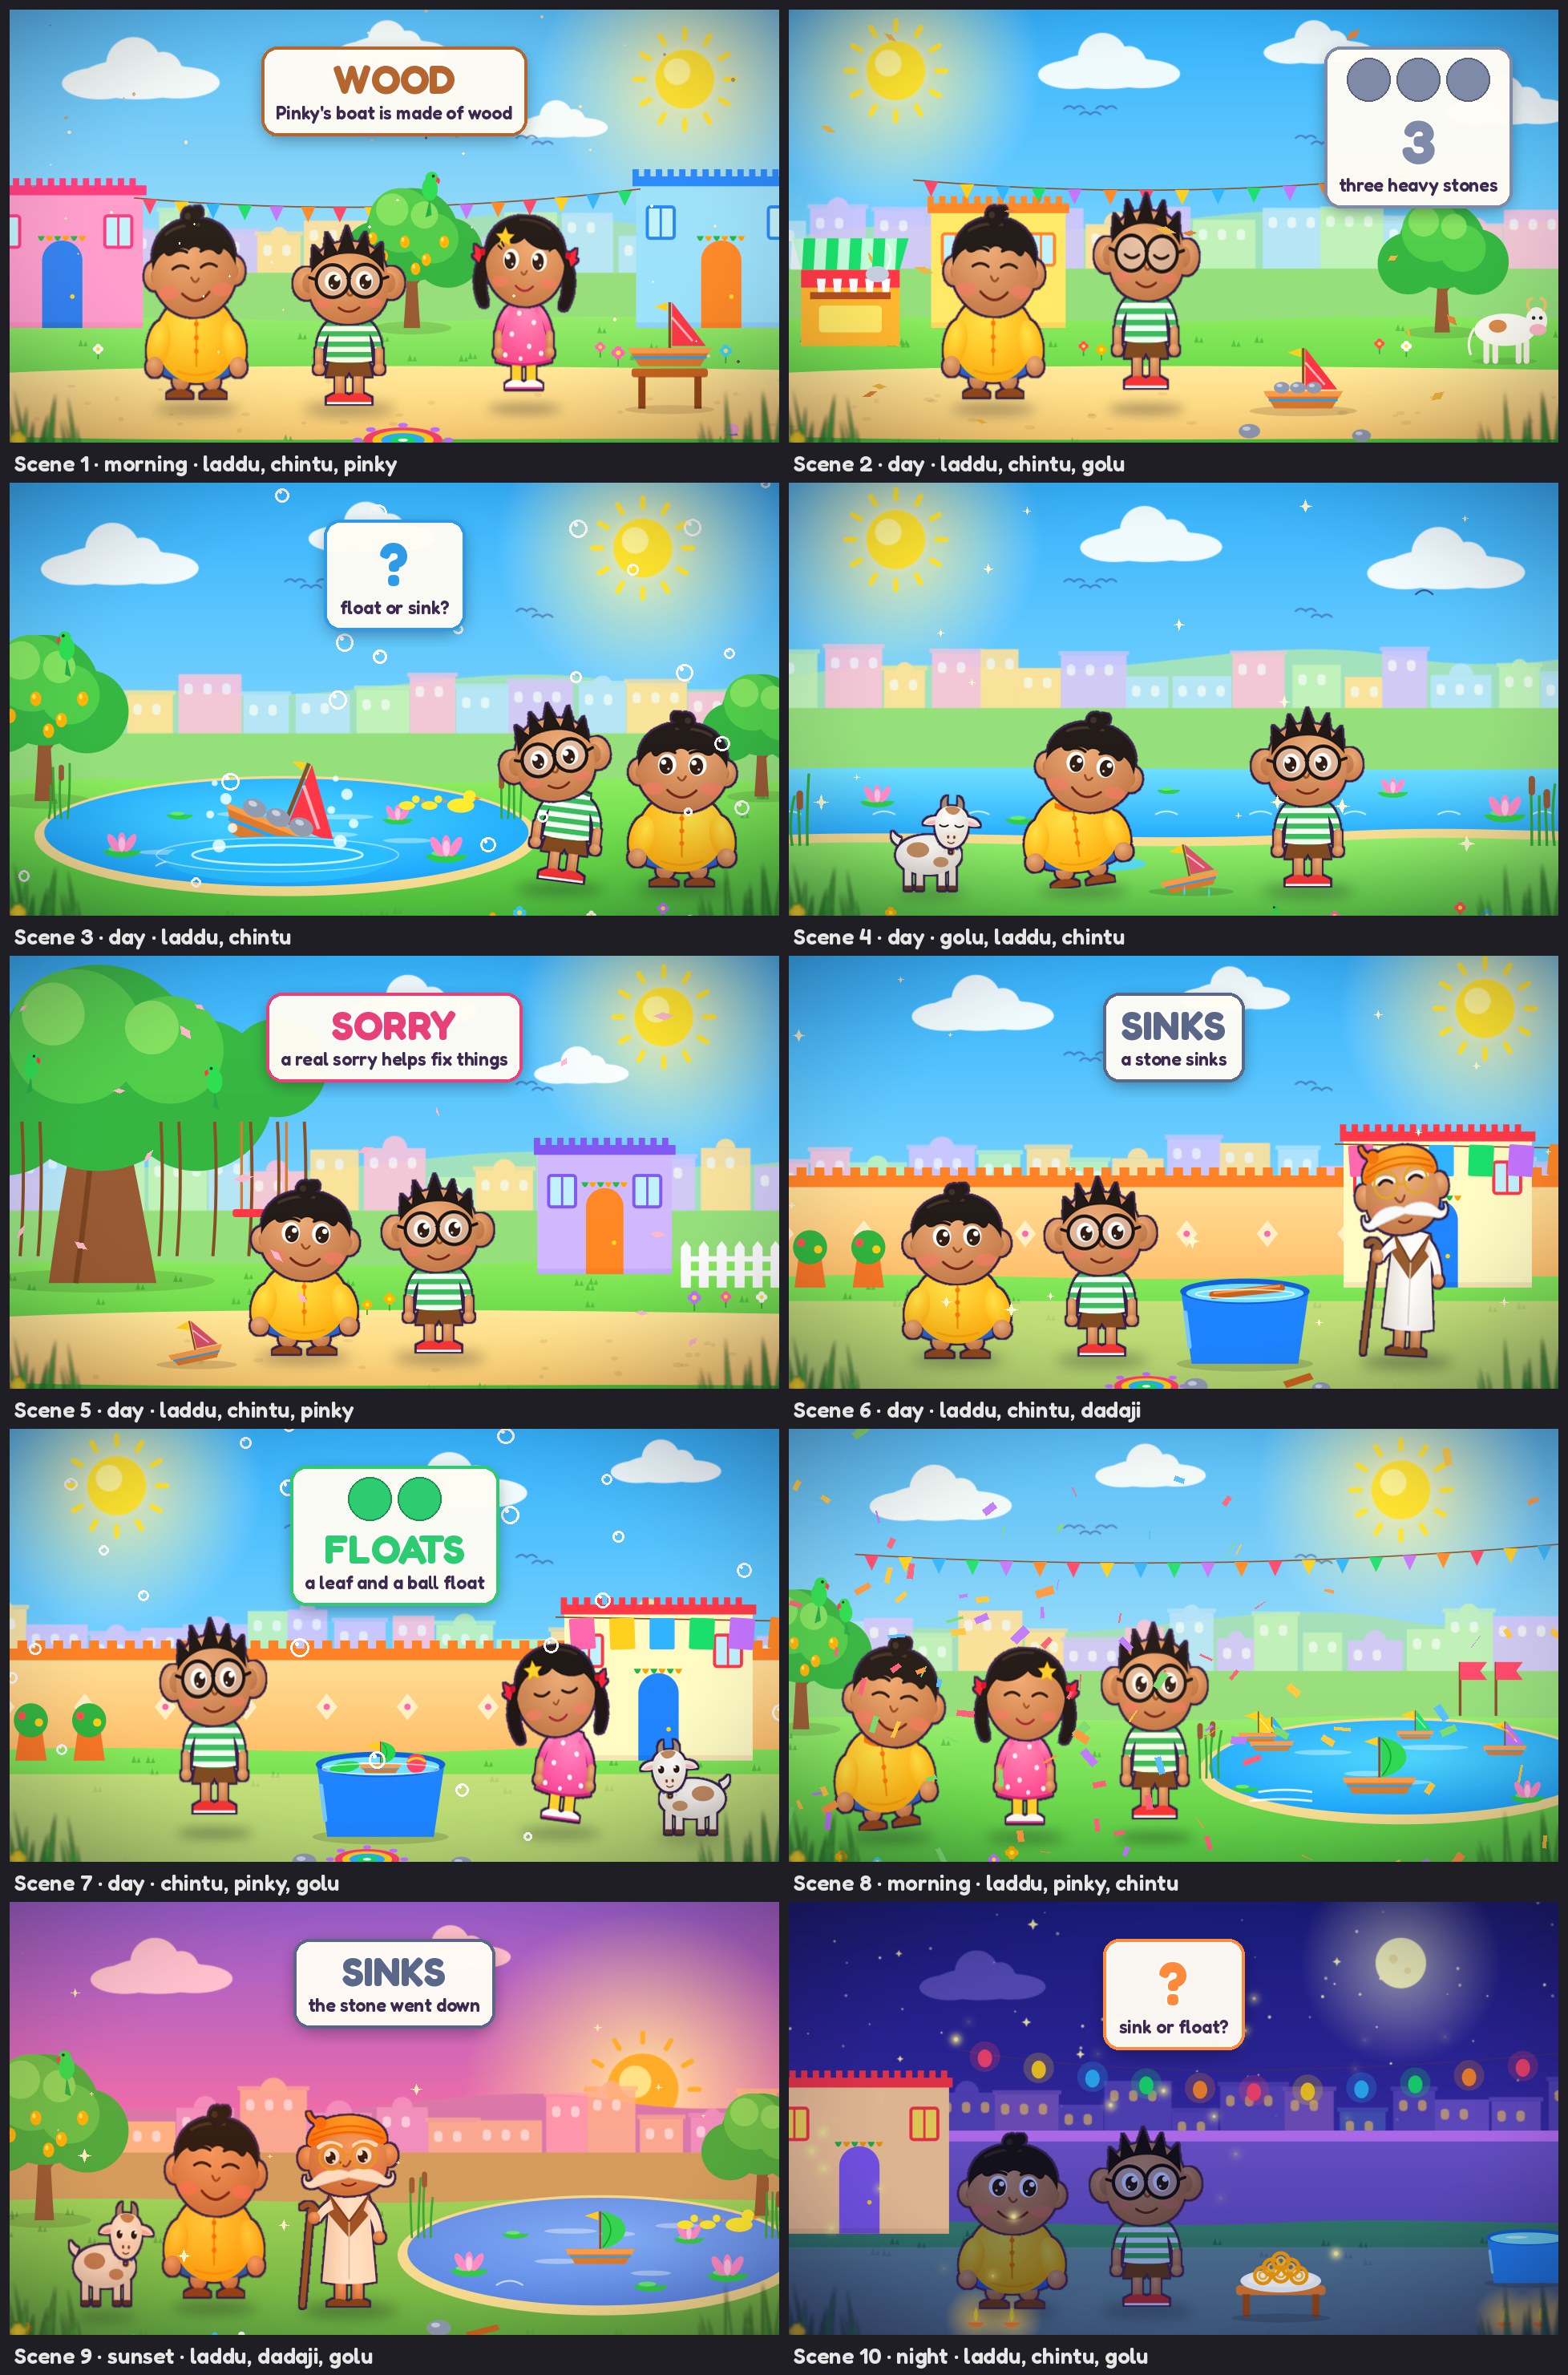 WOOD
Pinky's boat is made of wood
3
three heavy stones
Scene 1 · morning · laddu, chintu, pinky
Scene 2 · day · laddu, chintu, golu
?
float or sink?
Scene 3 · day · laddu, chintu
Scene 4 · day · golu, laddu, chintu
SORRY
a real sorry helps fix things
SINKS
a stone sinks
Scene 5 · day · laddu, chintu, pinky
Scene 6 · day · laddu, chintu, dadaji
FLOATS
a leaf and a ball float
Scene 7 · day · chintu, pinky, golu
Scene 8 · morning · laddu, pinky, chintu
SINKS
the stone went down
?
sink or float?
Scene 9 · sunset · laddu, dadaji, golu
Scene 10 · night · laddu, chintu, golu